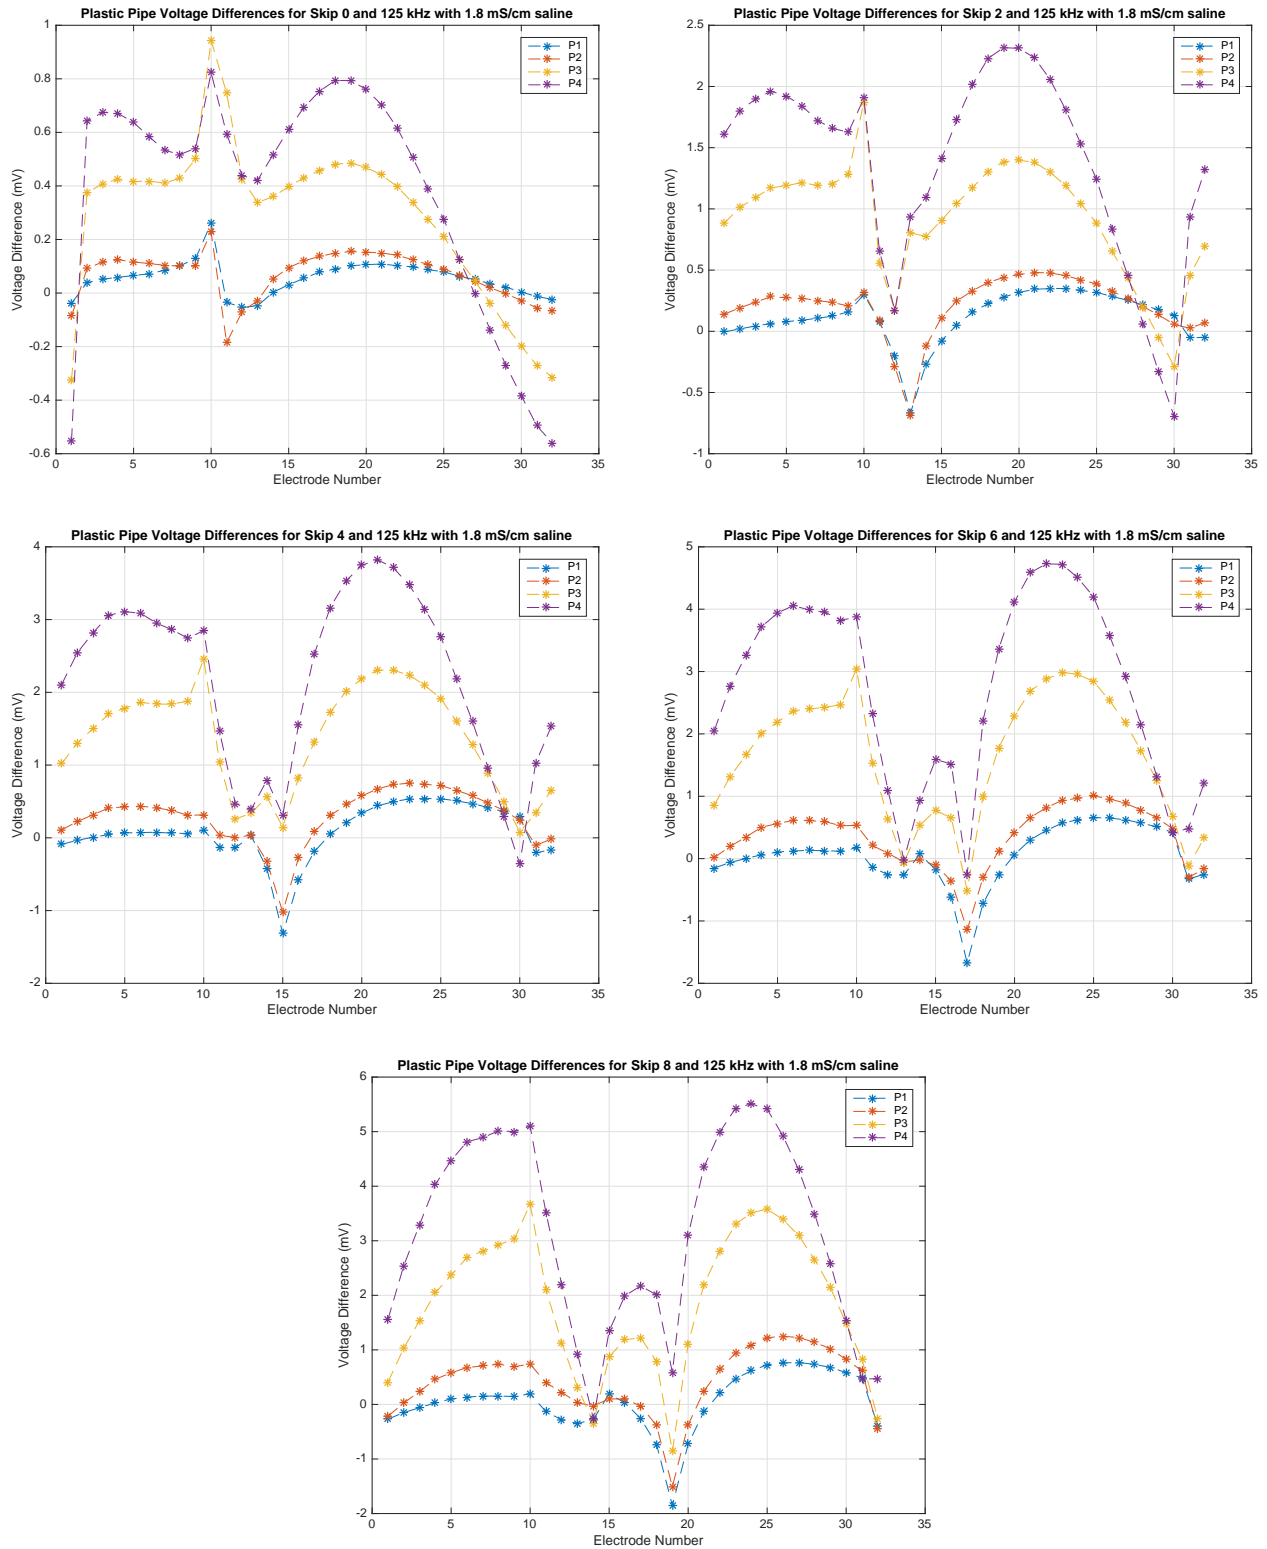 Plastic Pipe Voltage Differences for Skip 0 and 125 kHz with 1.8 mS/cm saline
Voltage Difference (mV)
1
0.8
0.6
0.4
0.2
0
-0.2
-0.4
-0.6
0 5 10 15 20 25 30 35
Electrode Number
P1
P2
P3
P4
Plastic Pipe Voltage Differences for Skip 2 and 125 kHz with 1.8 mS/cm saline
Voltage Difference (mV)
2.5
2
1.5
1
0.5
0
-0.5
-1
0 5 10 15 20 25 30 35
Electrode Number
P1
P2
P3
P4
Plastic Pipe Voltage Differences for Skip 4 and 125 kHz with 1.8 mS/cm saline
Voltage Difference (mV)
4
3
2
1
0
-1
-2
0 5 10 15 20 25 30 35
Electrode Number
P1
P2
P3
P4
Plastic Pipe Voltage Differences for Skip 6 and 125 kHz with 1.8 mS/cm saline
Voltage Difference (mV)
5
4
3
2
1
0
-1
-2
0 5 10 15 20 25 30 35
Electrode Number
P1
P2
P3
P4
Plastic Pipe Voltage Differences for Skip 8 and 125 kHz with 1.8 mS/cm saline
Voltage Difference (mV)
6
5
4
3
2
1
0
-1
-2
0 5 10 15 20 25 30 35
Electrode Number
P1
P2
P3
P4